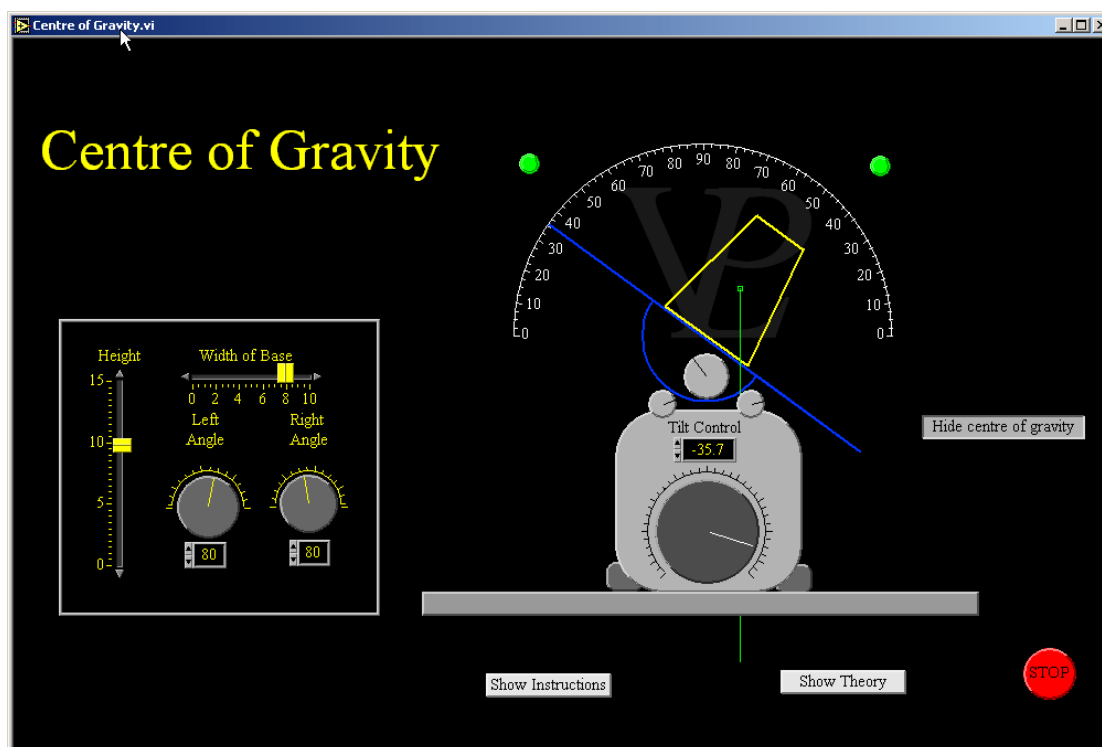 Centre of Gravity.vi
Centre of Gravity
VPL
0 10 20 30 40 50 60 70 80 90 80 70 60 50 40 30 20 10 0
Height
15
10
5
0
Width of Base
0 2 4 6 8 10
Left Right
Angle Angle
80 80
Tilt Control
-35.7
Hide centre of gravity
Show Instructions
Show Theory
STOP